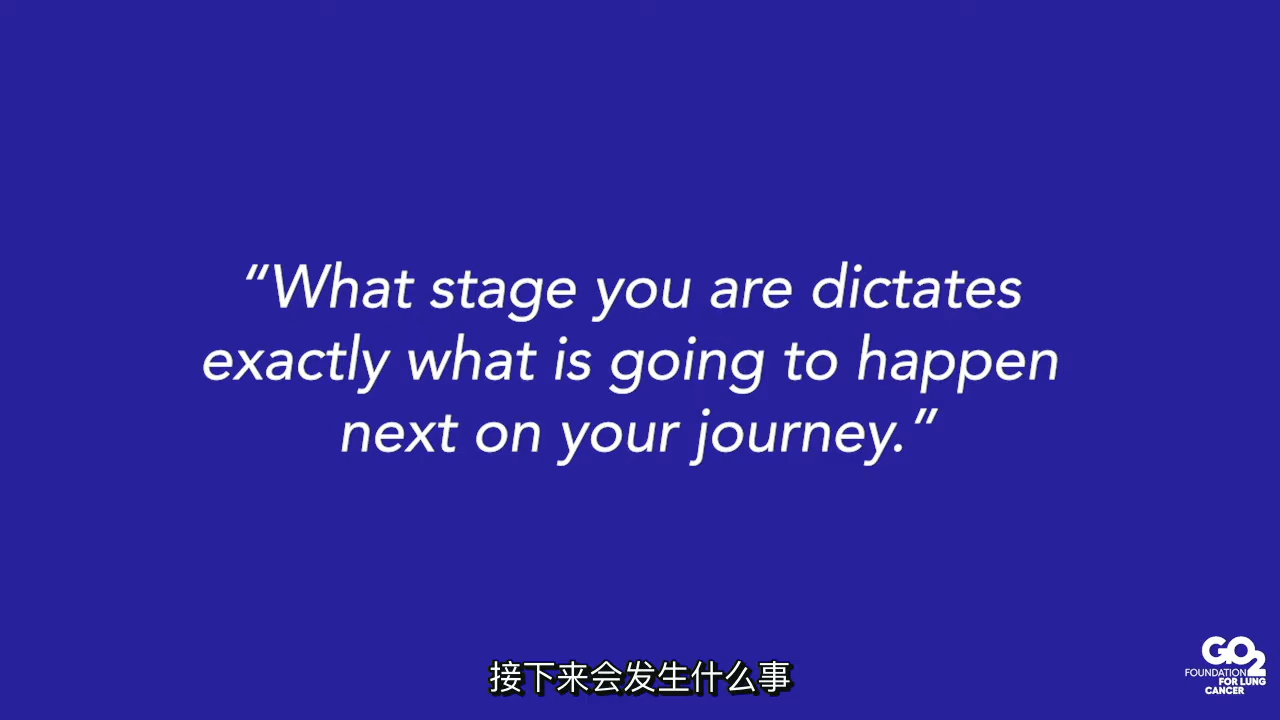 “What stage you are dictates
exactly what is going to happen
next on your journey.”
接下来会发生什么事
GO2
FOUNDATION
FOR LUNG
CANCER